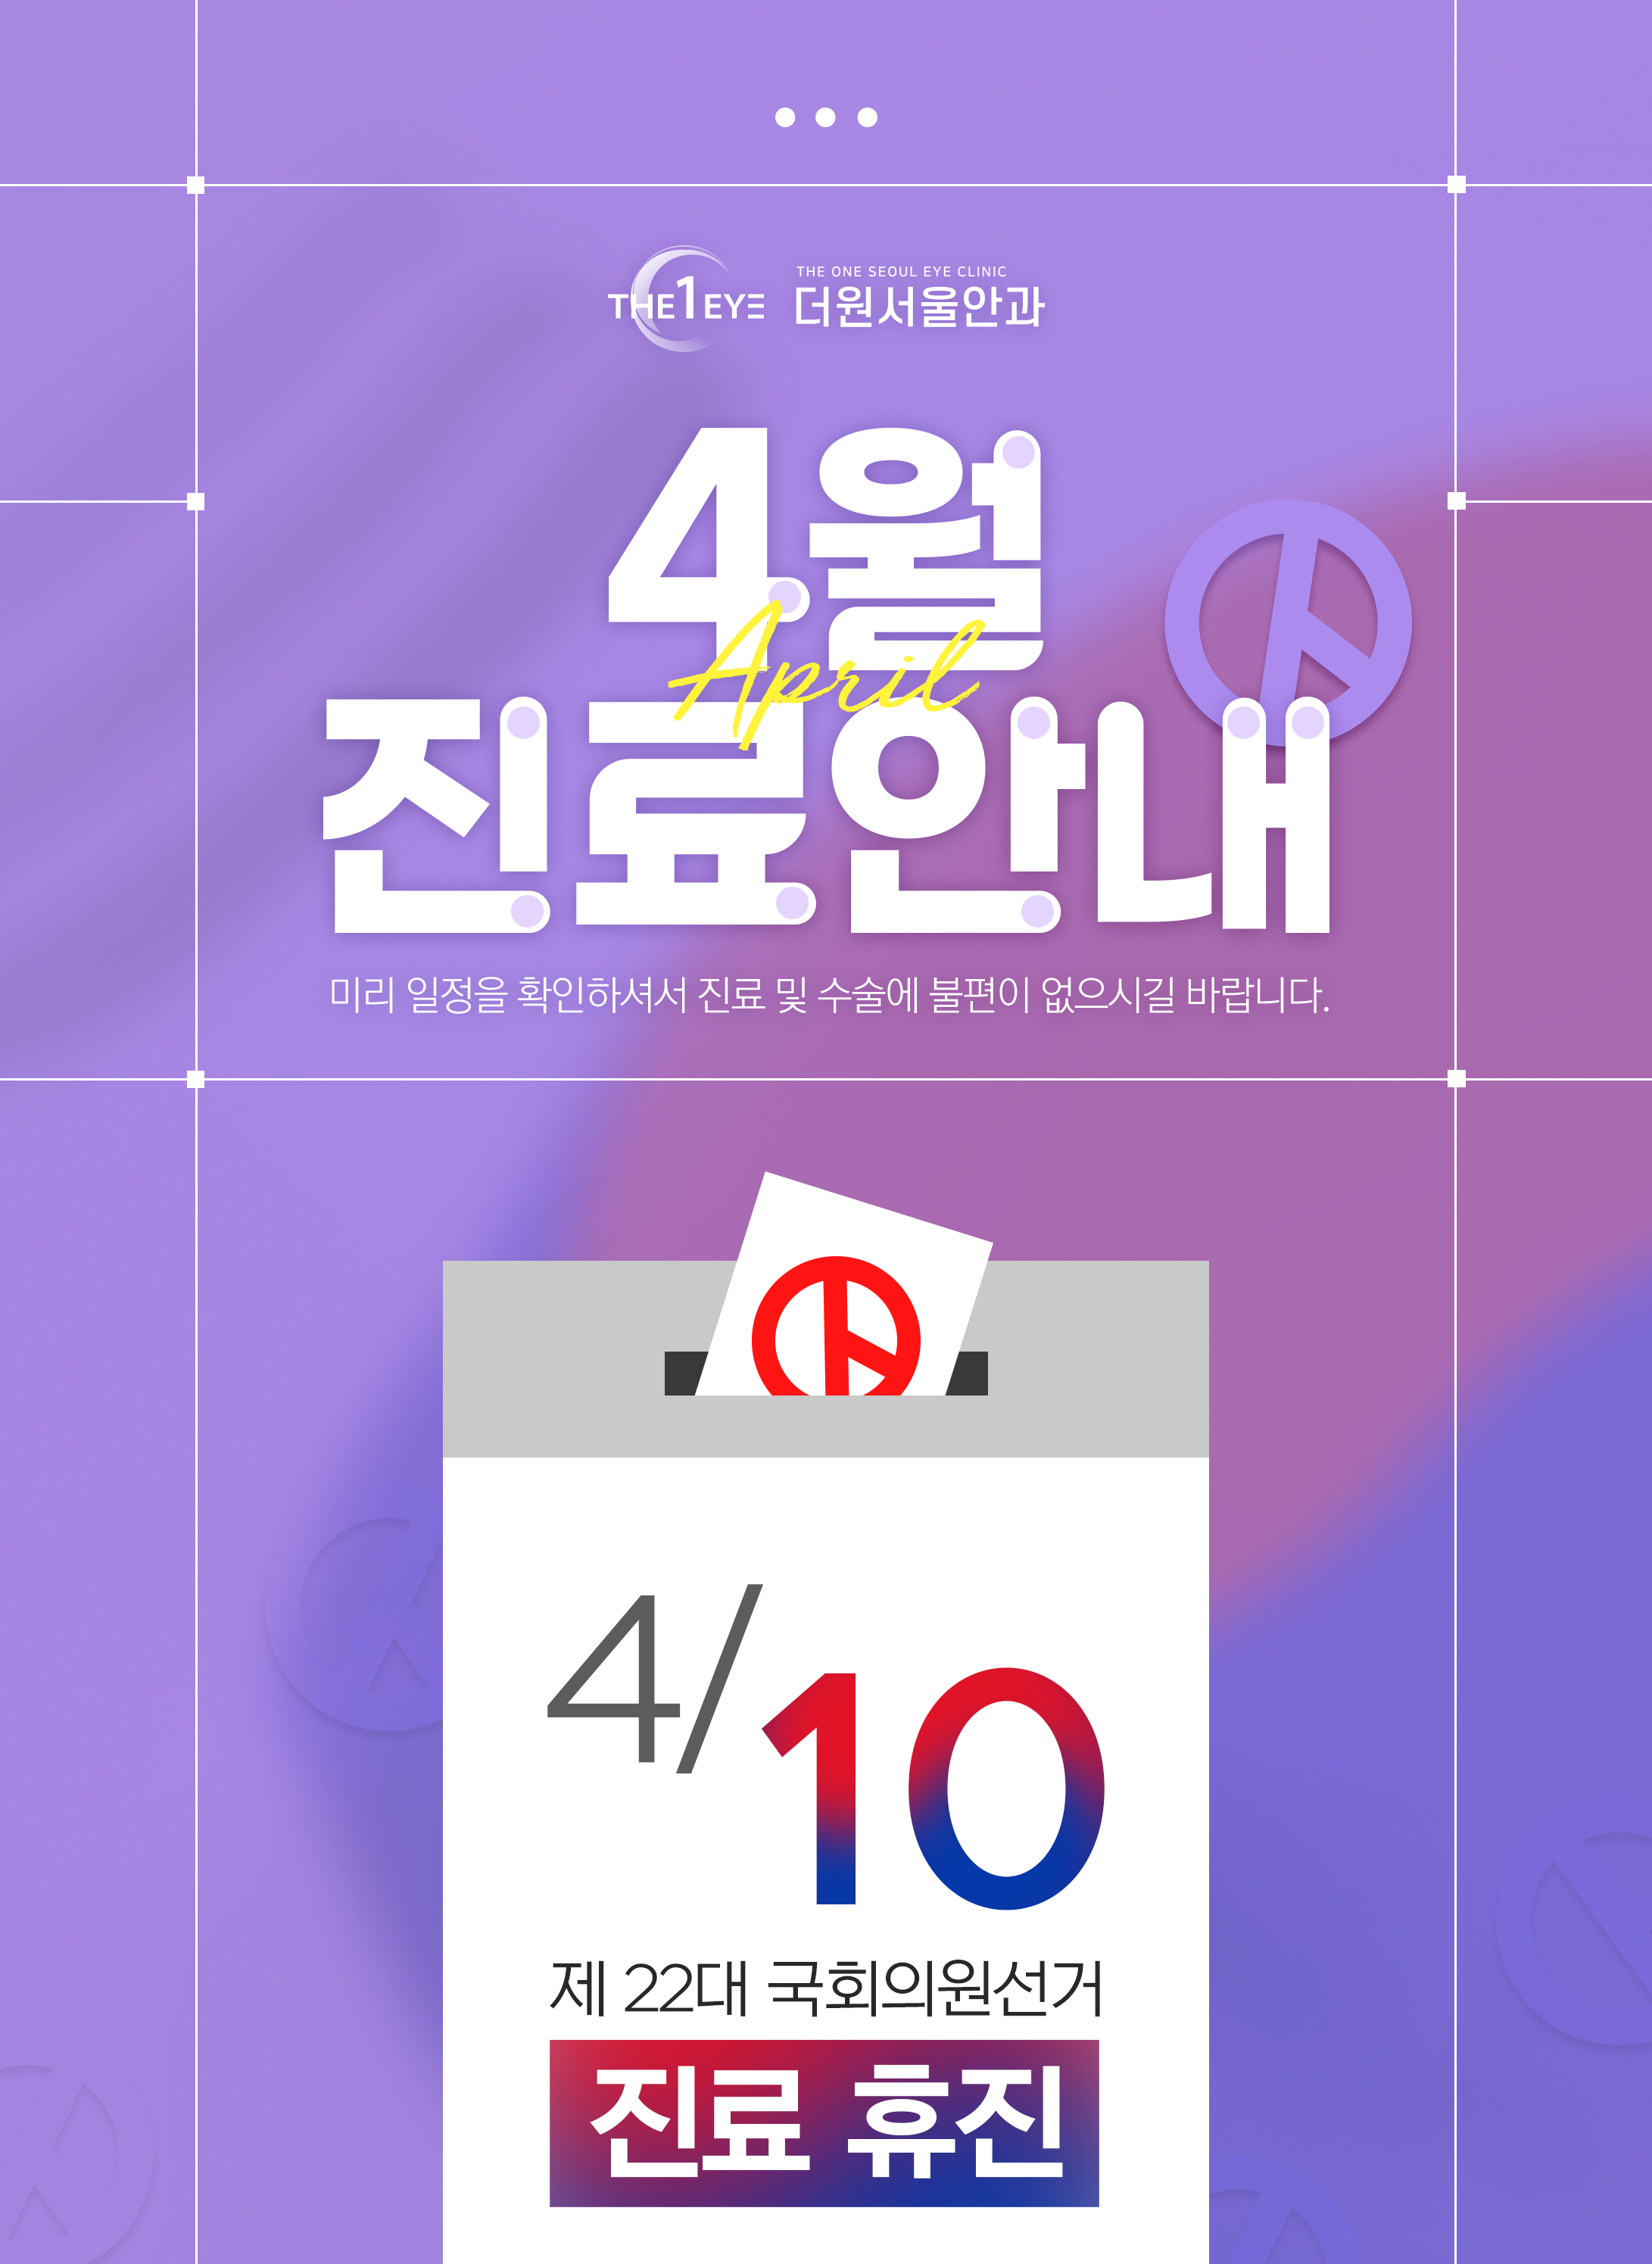 THE1EYE
THE ONE SEOUL EYE CLINIC
더원서울안과
4월
April
진료안내
미리 일정을 확인하셔서 진료 및 수술에 불편이 없으시길 바랍니다.
4/10
제 22대 국회의원선거
진료 휴진